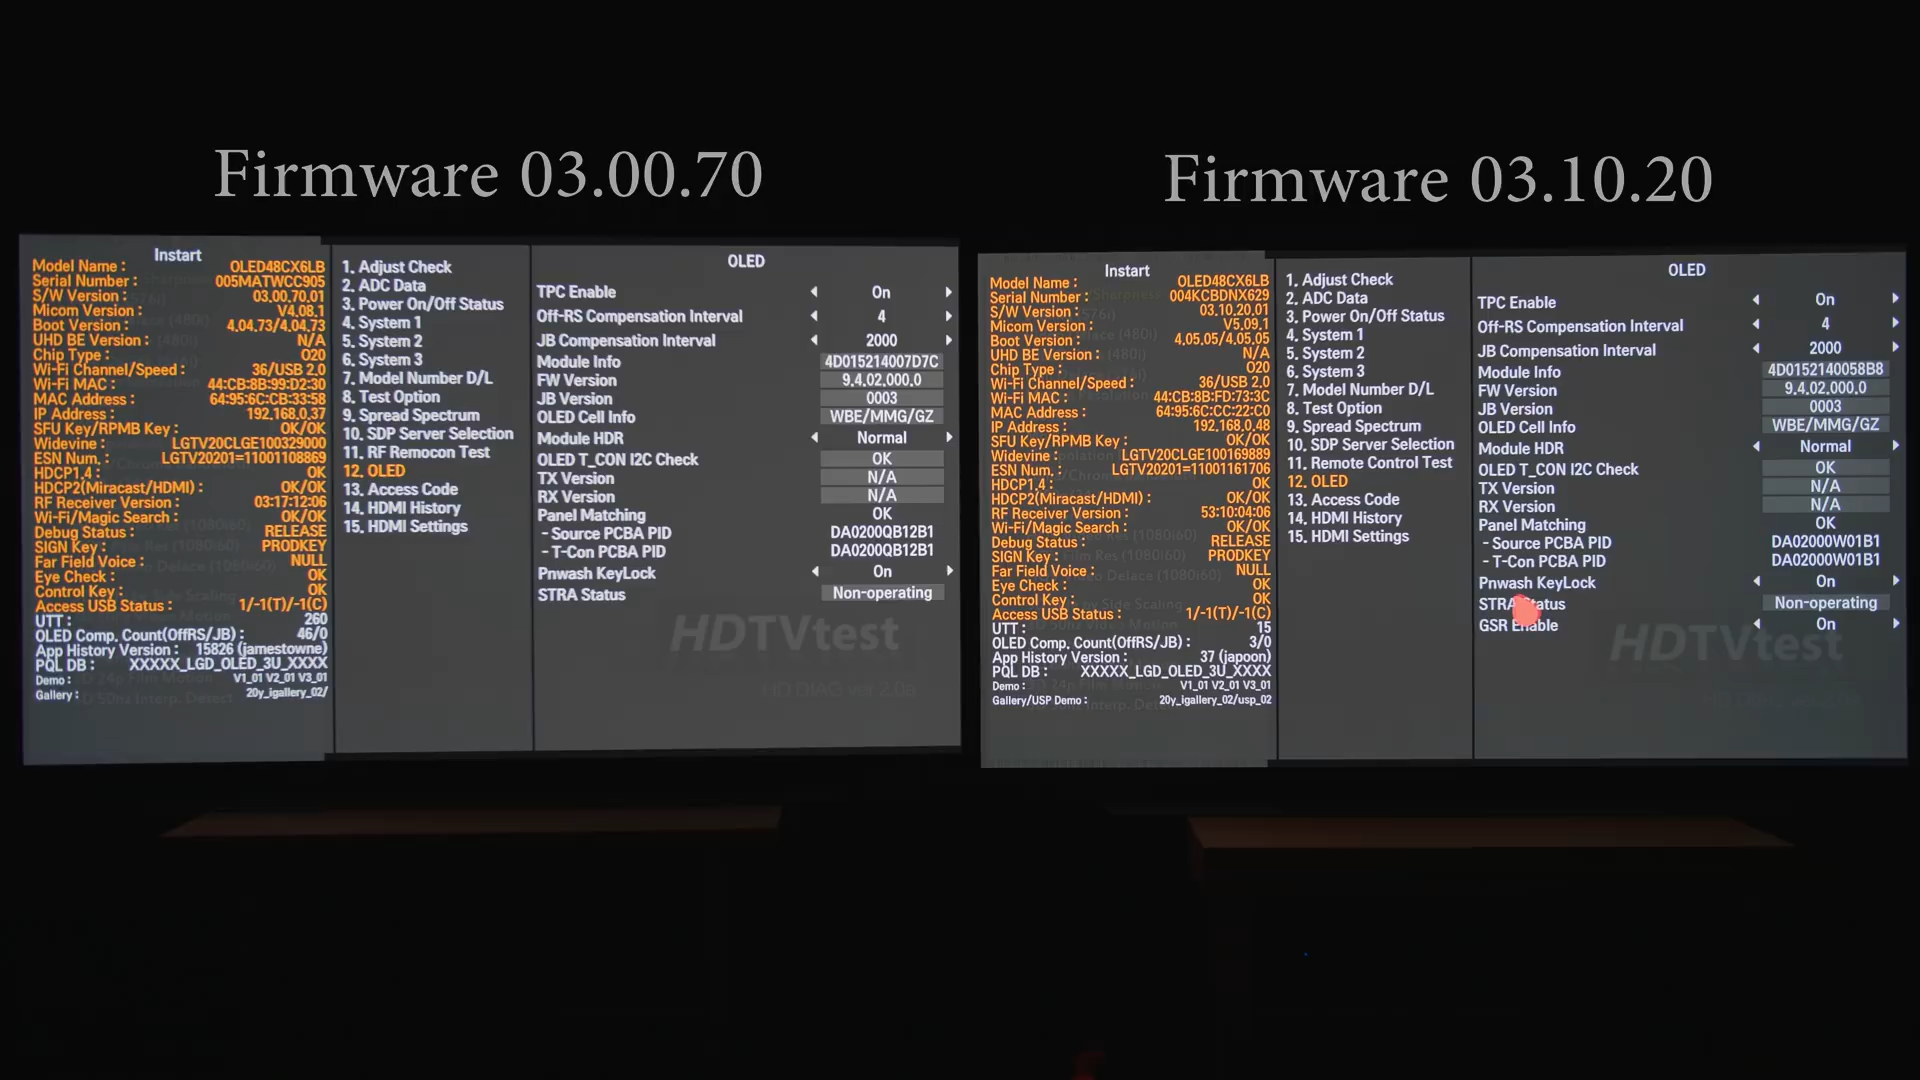 Firmware 03.00.70
Instart
Model Name : OLED48CX6LB
Serial Number : 005MATWCC905
S/W Version : 03.00.70.01
Micom Version : V4.08.1
Boot Version : 4.04.73/4.04.73
UHD BE Version : N/A
Chip Type : O20
Wi-Fi Channel/Speed : 36/USB 2.0
Wi-Fi MAC : 44:CB:8B:99:D2:30
MAC Address : 64:95:6C:CB:33:58
IP Address : 192.168.0.37
SFU Key/RPMB Key : OK/OK
Widevine : LGTV20CLGE100329000
ESN Num. : LGTV20201=11001108869
HDCP1.4 : OK
HDCP2(Miracast/HDMI) : OK/OK
RF Receiver Version : 03:17:12:06
Wi-Fi/Magic Search : OK/OK
Debug Status : RELEASE
SIGN Key : PRODKEY
Far Field Voice : NULL
Eye Check : OK
Control Key : OK
Access USB Status : 1/-1(T)/-1(C)
UTT : 260
OLED Comp. Count(OffRS/JB) : 46/0
App History Version : 15826 (jamestowne)
PQL DB : XXXXX_LGD_OLED_3U_XXXX
Demo : V1_01 V2_01 V3_01
Gallery : 20y_igallery_02/
1. Adjust Check
2. ADC Data
3. Power On/Off Status
4. System 1
5. System 2
6. System 3
7. Model Number D/L
8. Test Option
9. Spread Spectrum
10. SDP Server Selection
11. RF Remocon Test
12. OLED
13. Access Code
14. HDMI History
15. HDMI Settings
OLED
TPC Enable On
Off-RS Compensation Interval 4
JB Compensation Interval 2000
Module Info 4D015214007D7C
FW Version 9.4.02.000.0
JB Version 0003
OLED Cell Info WBE/MMG/GZ
Module HDR Normal
OLED T_CON I2C Check OK
TX Version N/A
RX Version N/A
Panel Matching OK
- Source PCBA PID DA0200QB12B1
- T-Con PCBA PID DA0200QB12B1
Pnwash KeyLock On
STRA Status Non-operating
HDTVtest
HD DIAG ver 2.0a
Firmware 03.10.20
Instart
Model Name : OLED48CX6LB
Serial Number : 004KCBDNX629
S/W Version : 03.10.20.01
Micom Version : V5.09.1
Boot Version : 4.05.05/4.05.05
UHD BE Version : N/A
Chip Type : O20
Wi-Fi Channel/Speed : 36/USB 2.0
Wi-Fi MAC : 44:CB:8B:FD:73:3C
MAC Address : 64:95:6C:CC:22:C0
IP Address : 192.168.0.48
SFU Key/RPMB Key : OK/OK
Widevine : LGTV20CLGE100169889
ESN Num. : LGTV20201=11001161706
HDCP1.4 : OK
HDCP2(Miracast/HDMI) : OK/OK
RF Receiver Version : 53:10:04:06
Wi-Fi/Magic Search : OK/OK
Debug Status : RELEASE
SIGN Key : PRODKEY
Far Field Voice : NULL
Eye Check : OK
Control Key : OK
Access USB Status : 1/-1(T)/-1(C)
UTT : 15
OLED Comp. Count(OffRS/JB) : 3/0
App History Version : 37 (japoon)
PQL DB : XXXXX_LGD_OLED_3U_XXXX
Demo : V1_01 V2_01 V3_01
Gallery/USP Demo : 20y_igallery_02/usp_02
1. Adjust Check
2. ADC Data
3. Power On/Off Status
4. System 1
5. System 2
6. System 3
7. Model Number D/L
8. Test Option
9. Spread Spectrum
10. SDP Server Selection
11. Remote Control Test
12. OLED
13. Access Code
14. HDMI History
15. HDMI Settings
OLED
TPC Enable On
Off-RS Compensation Interval 4
JB Compensation Interval 2000
Module Info 4D0152140058B8
FW Version 9.4.02.000.0
JB Version 0003
OLED Cell Info WBE/MMG/GZ
Module HDR Normal
OLED T_CON I2C Check OK
TX Version N/A
RX Version N/A
Panel Matching OK
- Source PCBA PID DA02000W01B1
- T-Con PCBA PID DA02000W01B1
Pnwash KeyLock On
STRA Status Non-operating
GSR Enable On
HDTVtest